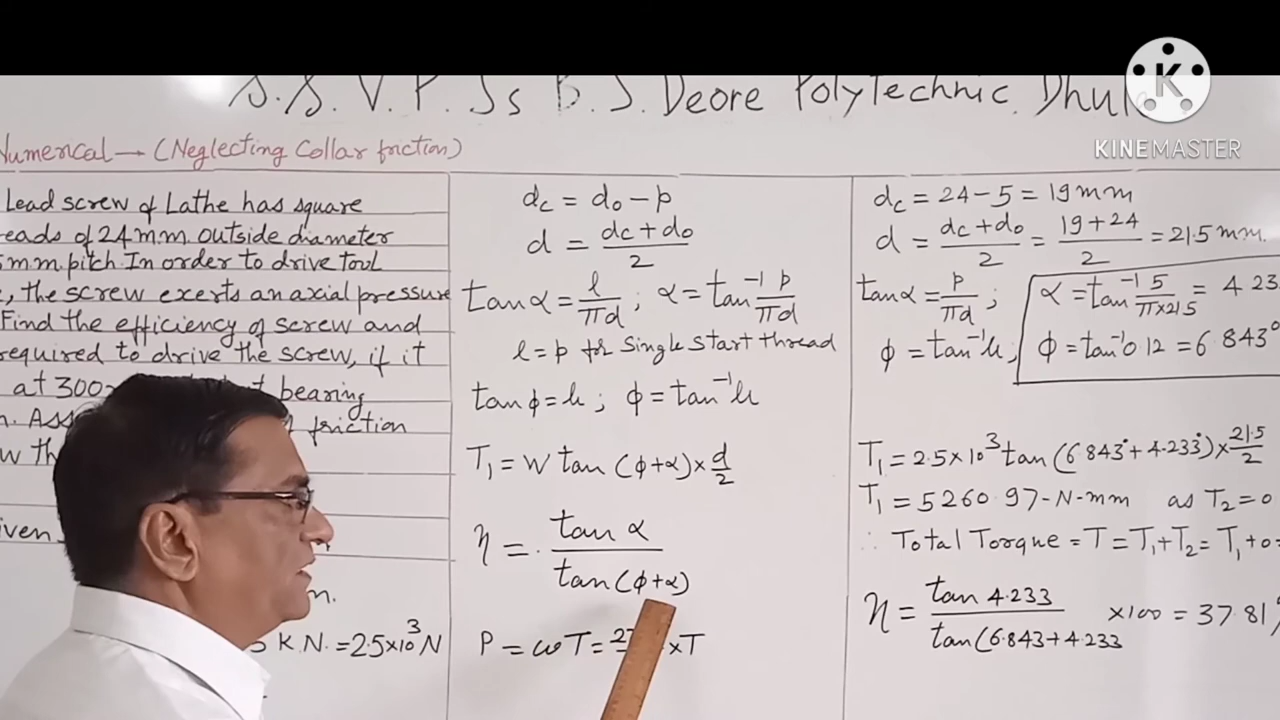 S.S.V.P.Ss B.S.Deore Polytechnic. Dhule
KINEMASTER
Numerical → (Neglecting Collar friction)
Lead screw of Lathe has square
eads of 24mm outside diameter
5mm. pitch. In order to drive tool
e, the screw exerts an axial pressure
Find the efficiency of screw and
required to drive the screw, if it
at 300
bearing
friction
w th
iven
m.
5 K.N. = 2.5×10³ N
dc = do - p
d = (dc + do)/2
tan α = l/πd ; α = tan⁻¹ p/πd
l = p for Single Start thread
tan φ = μ ; φ = tan⁻¹ μ
T₁ = W tan (φ+α) × d/2
η = tan α / tan (φ+α)
P = ωT = 2 × T
dc = 24 - 5 = 19 mm
d = (dc + do)/2 = (19 + 24)/2 = 21.5 mm.
tan α = p/πd ; α = tan⁻¹ 5/π×21.5 = 4.23
φ = tan⁻¹ μ ; φ = tan⁻¹ 0.12 = 6.843°
T₁ = 2.5×10³ tan (6.843° + 4.233°) × 21.5/2
T₁ = 5260.97 - N-mm as T₂ = 0
∴ Total Torque = T = T₁ + T₂ = T₁ + 0 =
η = tan 4.233 / tan (6.843 + 4.233 × 100 = 37.81%